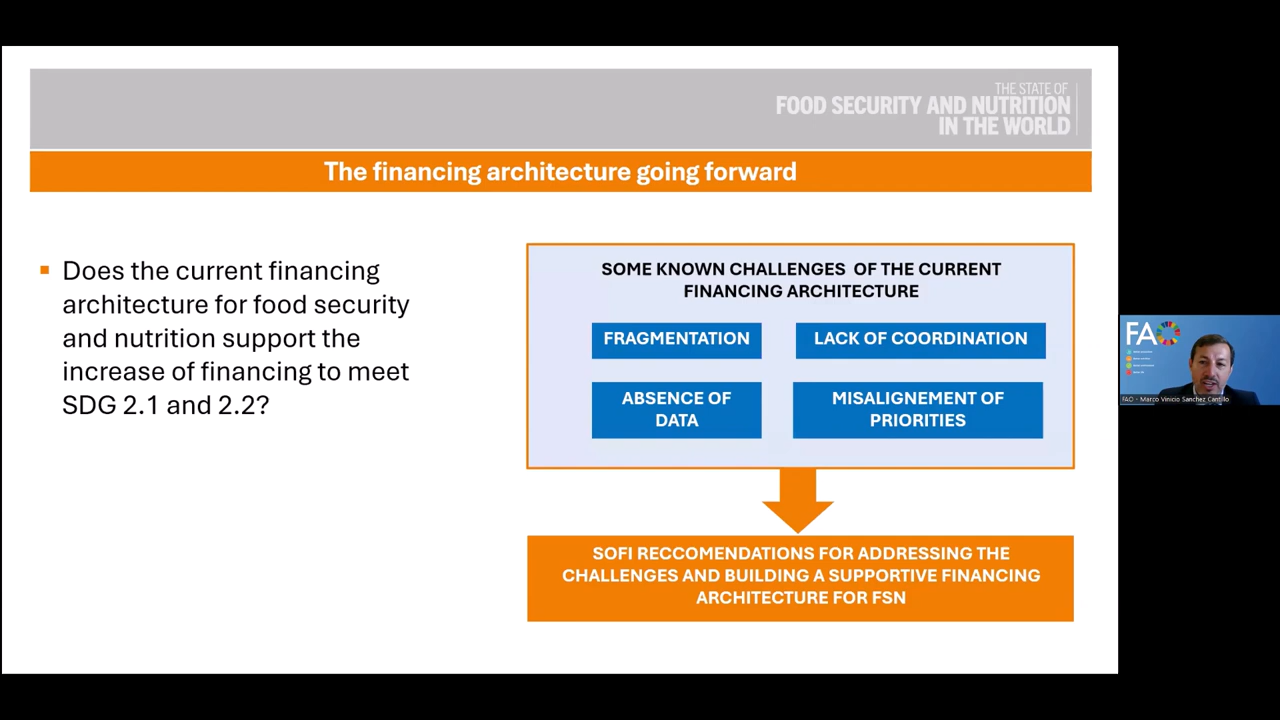 THE STATE OF
FOOD SECURITY AND NUTRITION
IN THE WORLD
The financing architecture going forward
Does the current financing
architecture for food security
and nutrition support the
increase of financing to meet
SDG 2.1 and 2.2?
SOME KNOWN CHALLENGES OF THE CURRENT
FINANCING ARCHITECTURE
FRAGMENTATION
LACK OF COORDINATION
ABSENCE OF
DATA
MISALIGNEMENT OF
PRIORITIES
SOFI RECCOMENDATIONS FOR ADDRESSING THE
CHALLENGES AND BUILDING A SUPPORTIVE FINANCING
ARCHITECTURE FOR FSN
FAO
FAO - Marco Vinicio Sanchez Cantillo